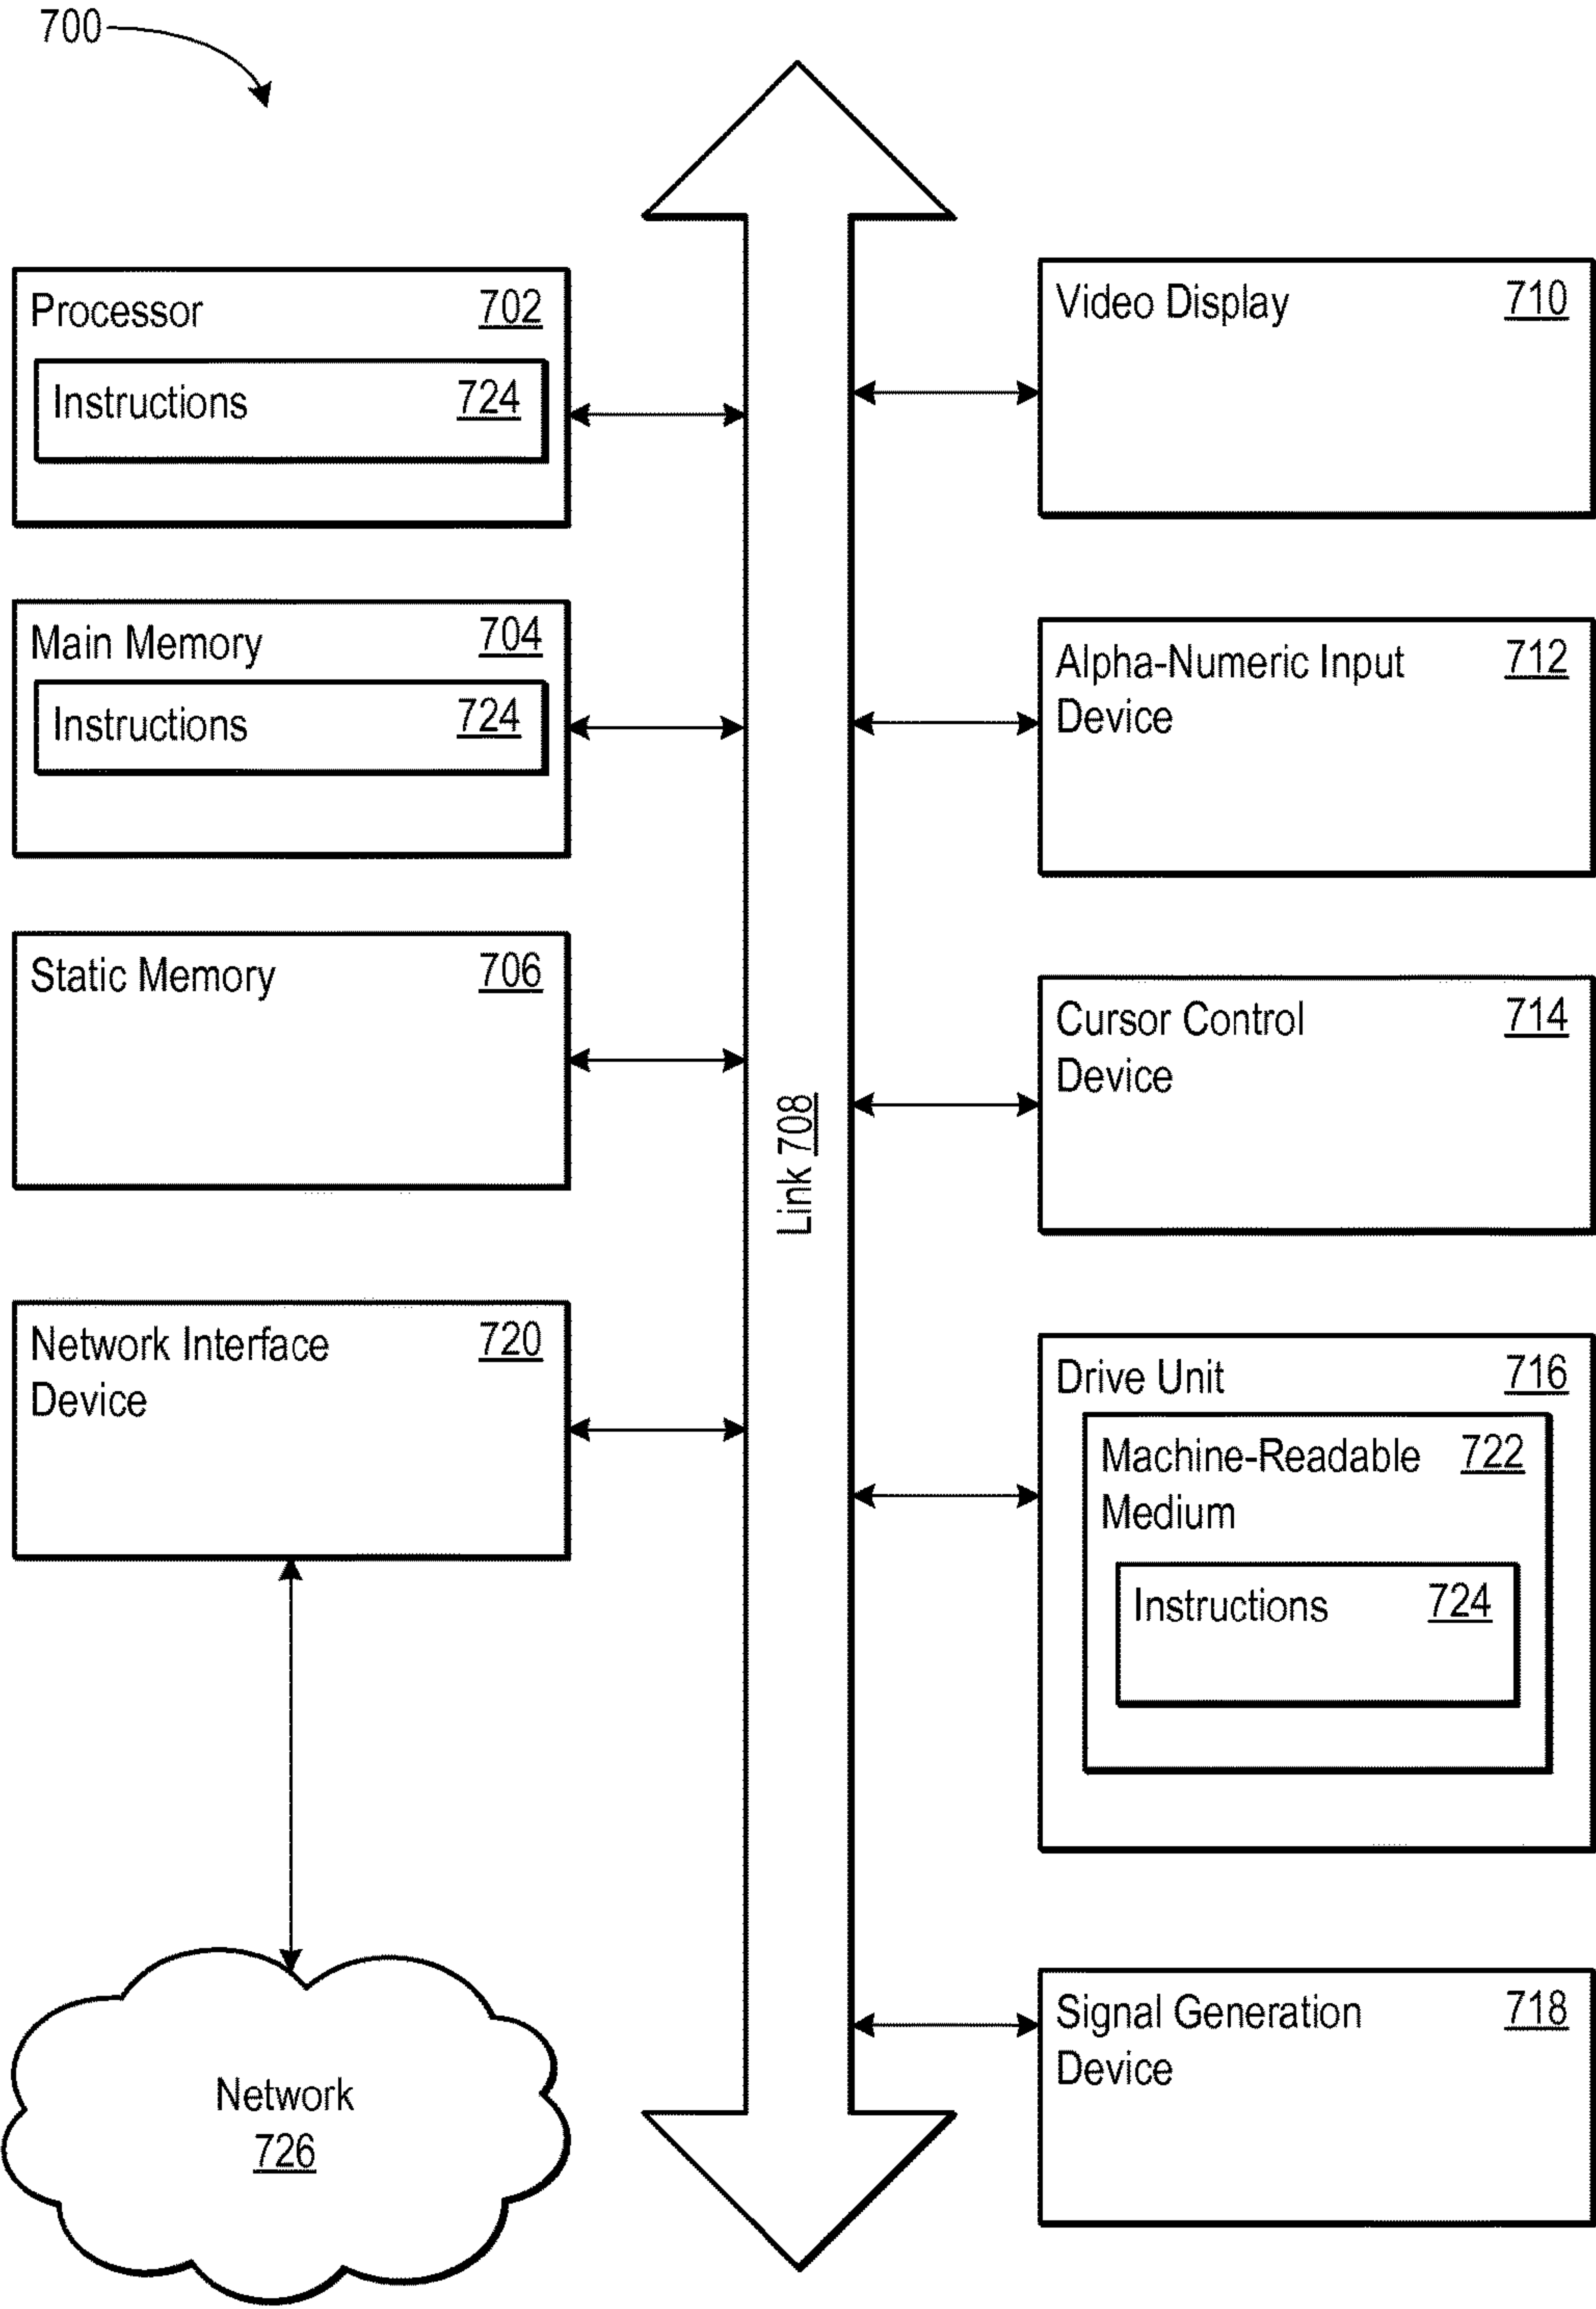 700
Processor 702
Instructions 724
Main Memory 704
Instructions 724
Static Memory 706
Network Interface 720
Device
Network
726
Link 708
Video Display 710
Alpha-Numeric Input 712
Device
Cursor Control 714
Device
Drive Unit 716
Machine-Readable 722
Medium
Instructions 724
Signal Generation 718
Device